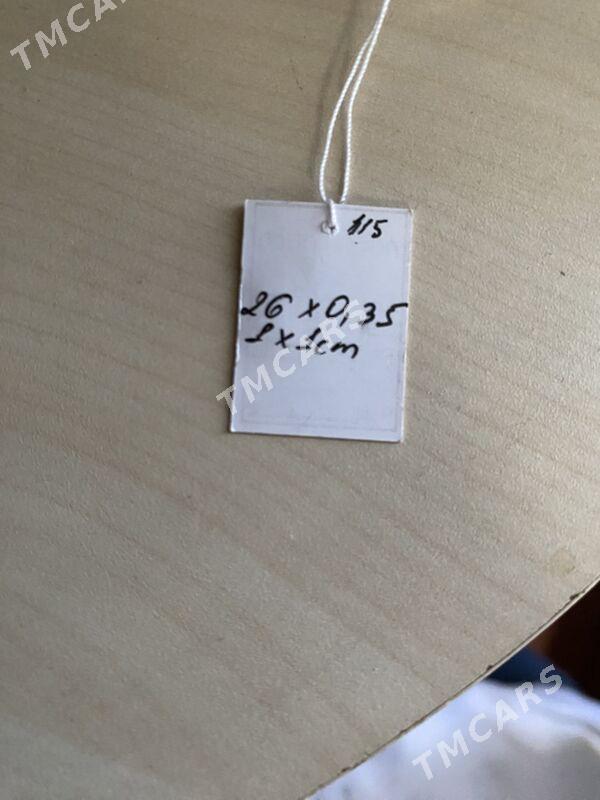 TMCARS
115
26 x 0,35
1 x 1cm
TMCARS
TMCARS